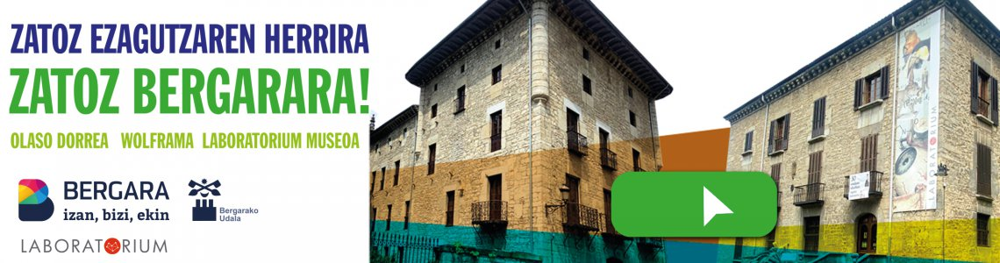 ZATOZ EZAGUTZAREN HERRIRA
ZATOZ BERGARARA!
OLASO DORREA WOLFRAMA LABORATORIUM MUSEOA
BERGARA
izan, bizi, ekin
Bergarako
Udala
LABORATORIUM
LABORATORIUM